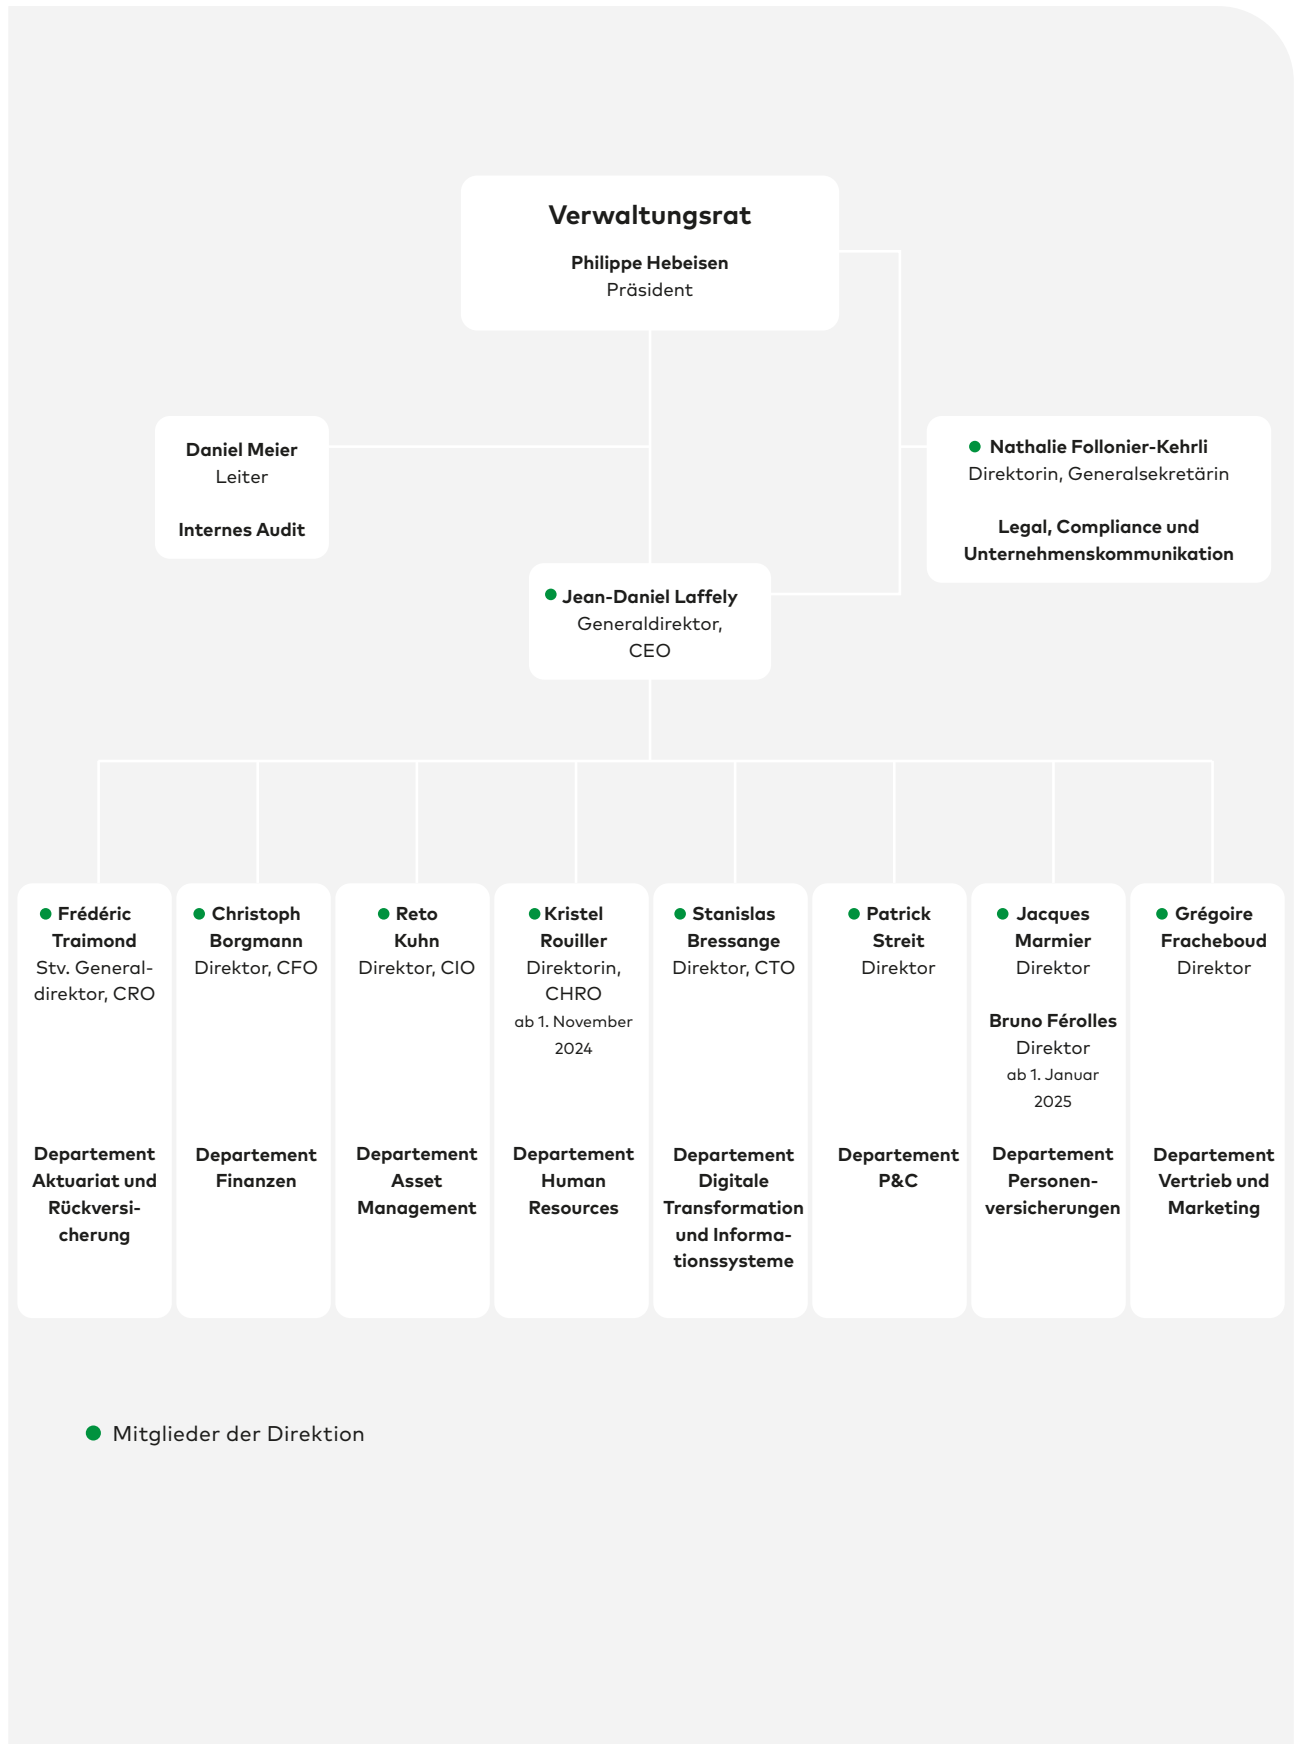 Verwaltungsrat
Philippe Hebeisen
Präsident
Daniel Meier
Leiter
Internes Audit
Nathalie Follonier-Kehrli
Direktorin, Generalsekretärin
Legal, Compliance und
Unternehmenskommunikation
Jean-Daniel Laffely
Generaldirektor,
CEO
Frédéric
Traimond
Stv. General-
direktor, CRO
Departement
Aktuariat und
Rückversi-
cherung
Christoph
Borgmann
Direktor, CFO
Departement
Finanzen
Reto
Kuhn
Direktor, CIO
Departement
Asset
Management
Kristel
Rouiller
Direktorin,
CHRO
ab 1. November
2024
Departement
Human
Resources
Stanislas
Bressange
Direktor, CTO
Departement
Digitale
Transformation
und Informa-
tionssysteme
Patrick
Streit
Direktor
Departement
P&C
Jacques
Marmier
Direktor
Bruno Férolles
Direktor
ab 1. Januar
2025
Departement
Personen-
versicherungen
Grégoire
Fracheboud
Direktor
Departement
Vertrieb und
Marketing
Mitglieder der Direktion